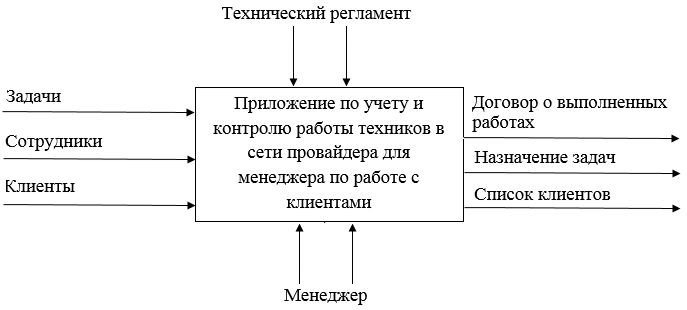 Технический регламент
Задачи
Сотрудники
Клиенты
Приложение по учету и
контролю работы техников в
сети провайдера для
менеджера по работе с
клиентами
Договор о выполненных
работах
Назначение задач
Список клиентов
Менеджер